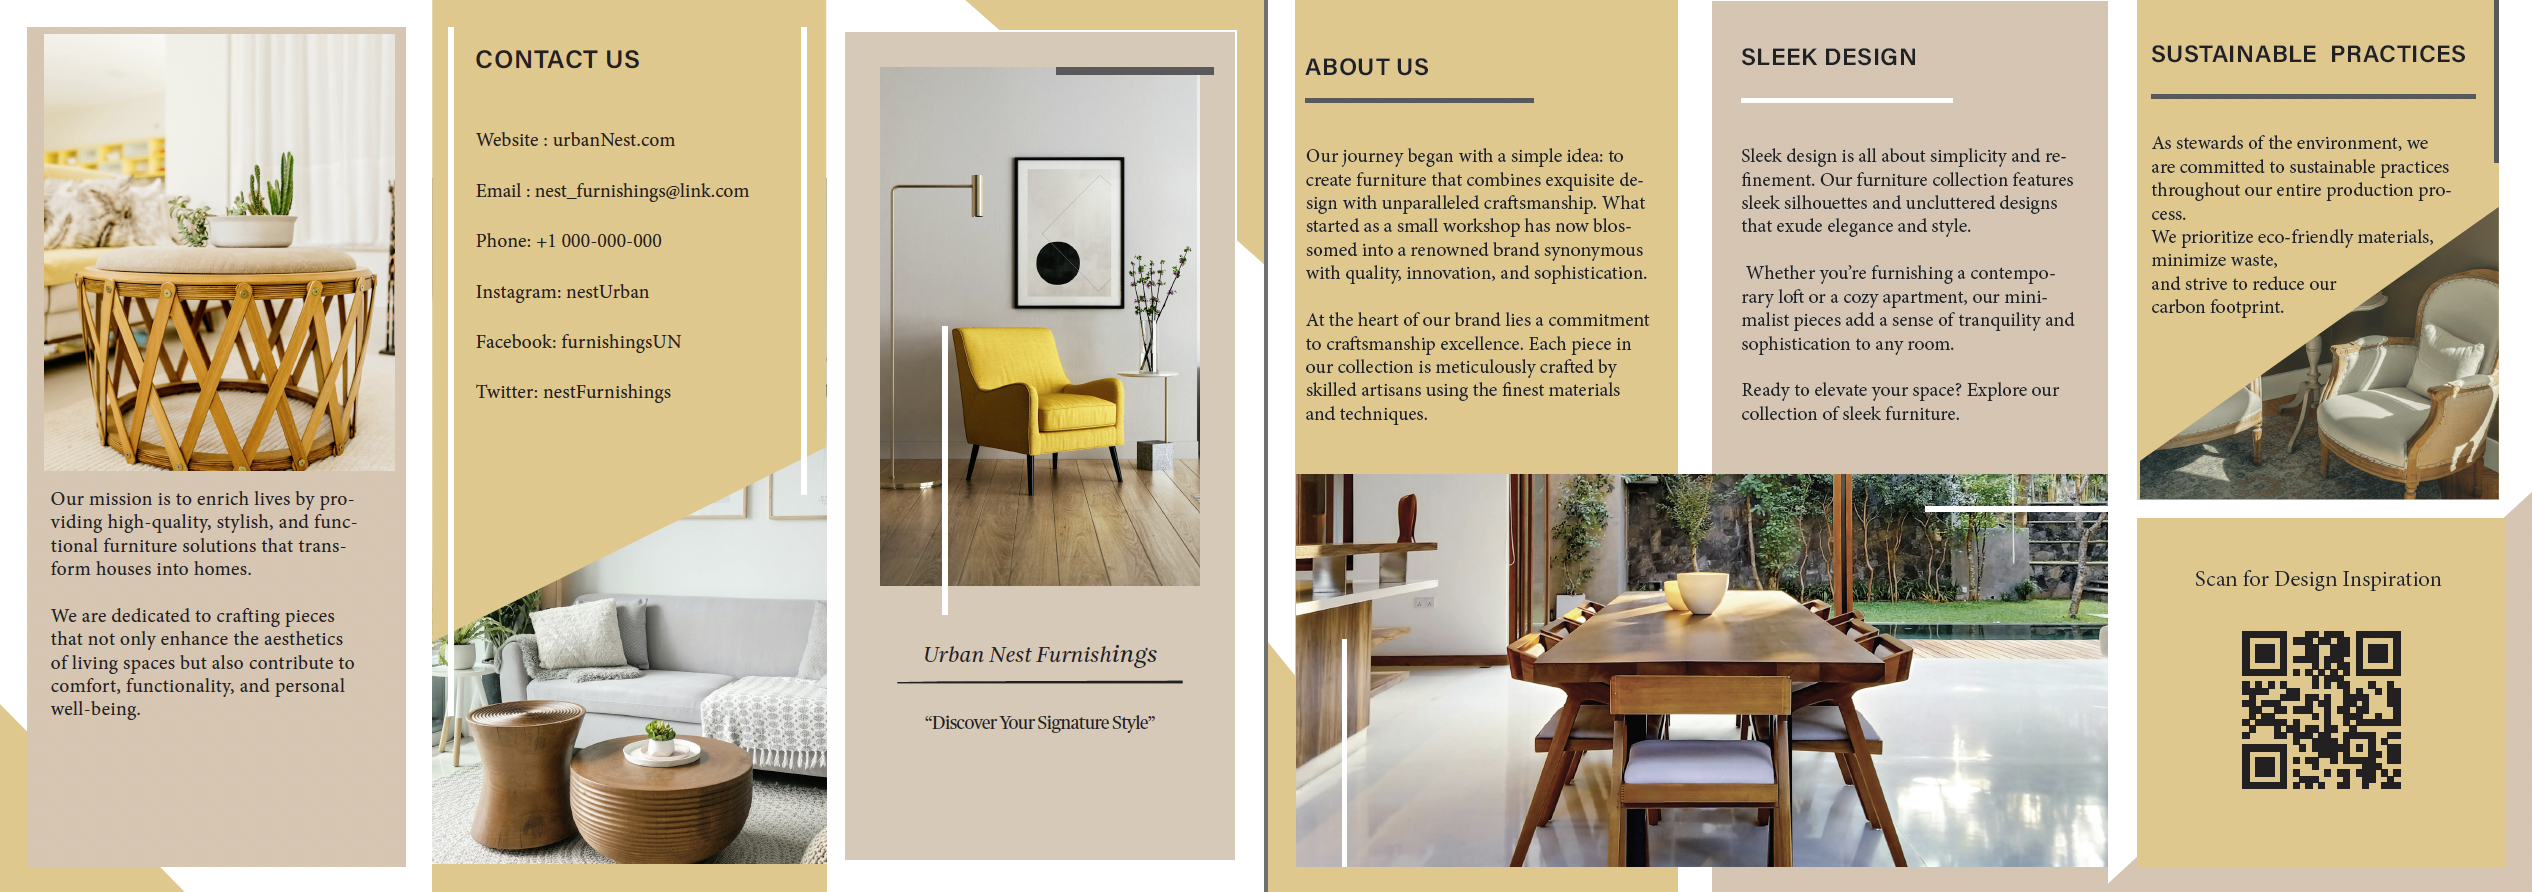 Our mission is to enrich lives by pro-
viding high-quality, stylish, and func-
tional furniture solutions that trans-
form houses into homes.
We are dedicated to crafting pieces
that not only enhance the aesthetics
of living spaces but also contribute to
comfort, functionality, and personal
well-being.
CONTACT US
Website : urbanNest.com
Email : nest_furnishings@link.com
Phone: +1 000-000-000
Instagram: nestUrban
Facebook: furnishingsUN
Twitter: nestFurnishings
Urban Nest Furnishings
“Discover Your Signature Style”
ABOUT US
Our journey began with a simple idea: to
create furniture that combines exquisite de-
sign with unparalleled craftsmanship. What
started as a small workshop has now blos-
somed into a renowned brand synonymous
with quality, innovation, and sophistication.
At the heart of our brand lies a commitment
to craftsmanship excellence. Each piece in
our collection is meticulously crafted by
skilled artisans using the finest materials
and techniques.
SLEEK DESIGN
Sleek design is all about simplicity and re-
finement. Our furniture collection features
sleek silhouettes and uncluttered designs
that exude elegance and style.
Whether you’re furnishing a contempo-
rary loft or a cozy apartment, our mini-
malist pieces add a sense of tranquility and
sophistication to any room.
Ready to elevate your space? Explore our
collection of sleek furniture.
SUSTAINABLE PRACTICES
As stewards of the environment, we
are committed to sustainable practices
throughout our entire production pro-
cess.
We prioritize eco-friendly materials,
minimize waste,
and strive to reduce our
carbon footprint.
Scan for Design Inspiration